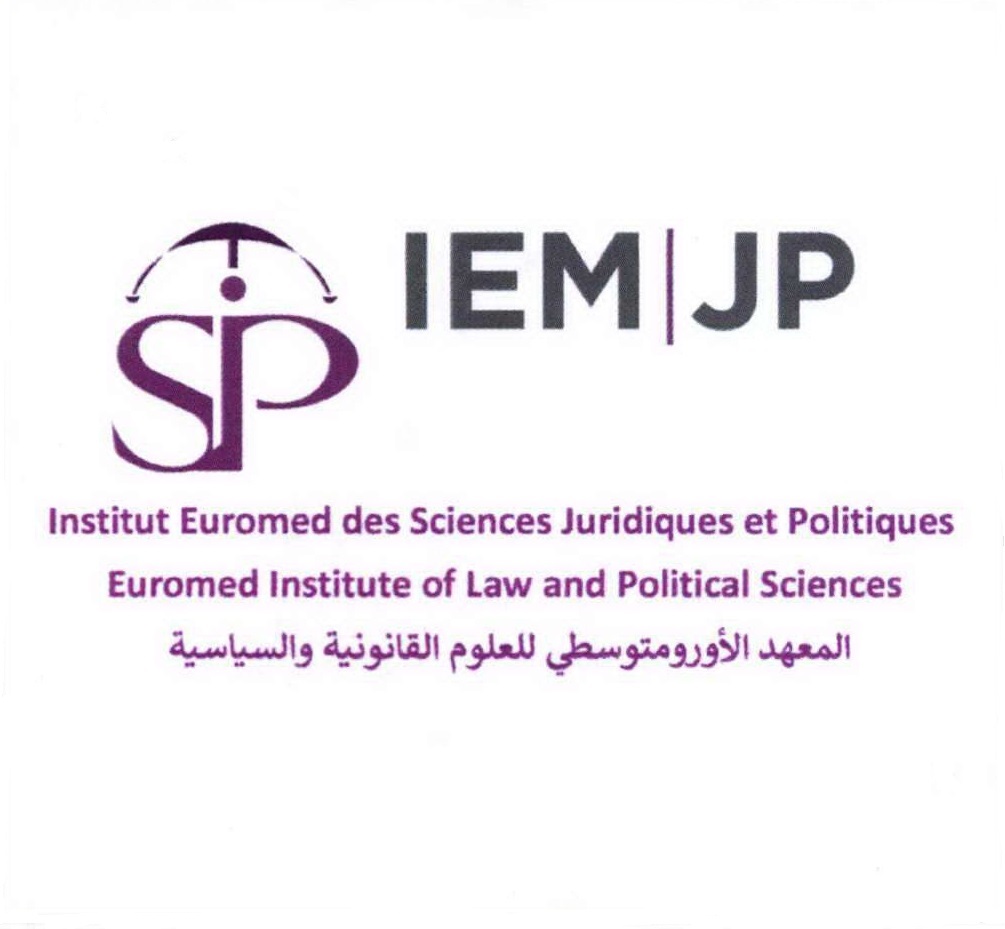 SiP
IEM|JP
Institut Euromed des Sciences Juridiques et Politiques
Euromed Institute of Law and Political Sciences
المعهد الأورومتوسطي للعلوم القانونية والسياسية